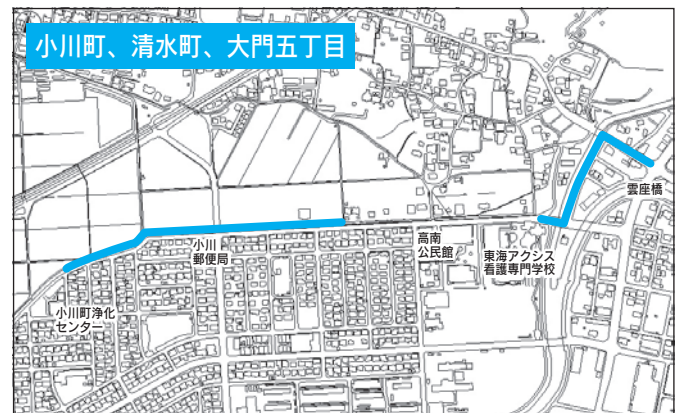 小川町、清水町、大門五丁目
雲座橋
小川
郵便局
高南
公民館
東海アクシス
看護専門学校
小川町浄化
センター